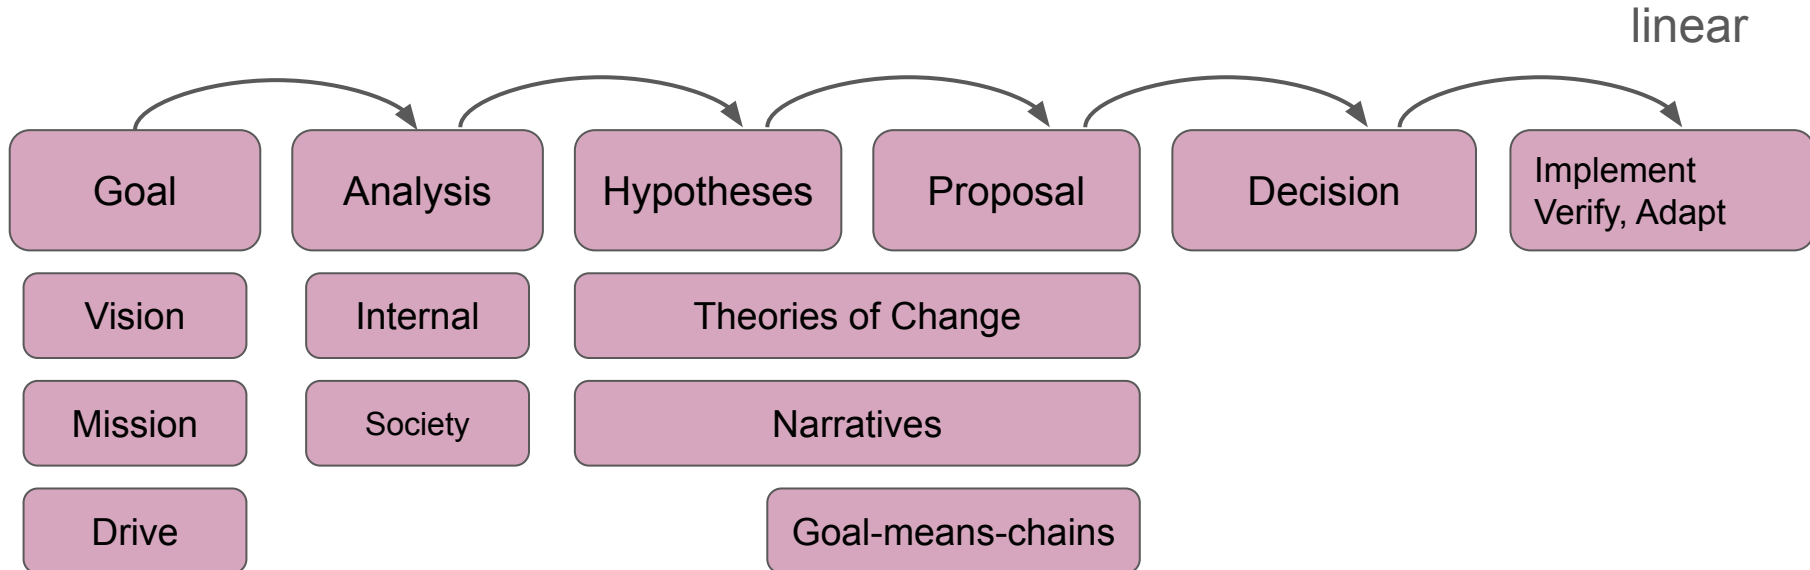 linear
Goal
Analysis
Hypotheses
Proposal
Decision
Implement
Verify, Adapt
Vision
Internal
Theories of Change
Mission
Society
Narratives
Drive
Goal-means-chains